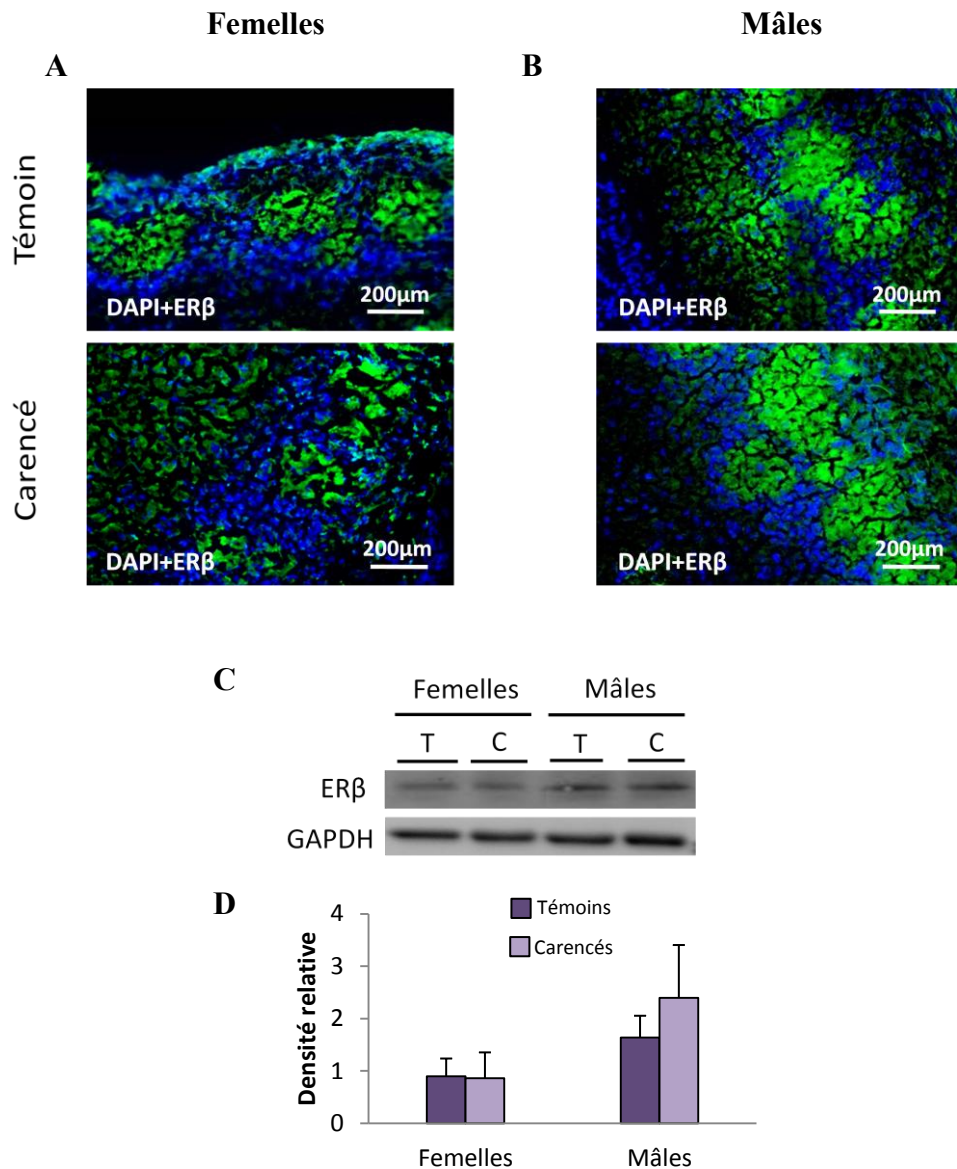 Femelles
Mâles
A
B
Témoin
DAPI+ERβ
200µm
DAPI+ERβ
200µm
Carencé
DAPI+ERβ
200µm
DAPI+ERβ
200µm
C
Femelles
Mâles
T
C
T
C
ERβ
GAPDH
D
Densité relative
4
3
2
1
0
Témoins
Carencés
Femelles
Mâles